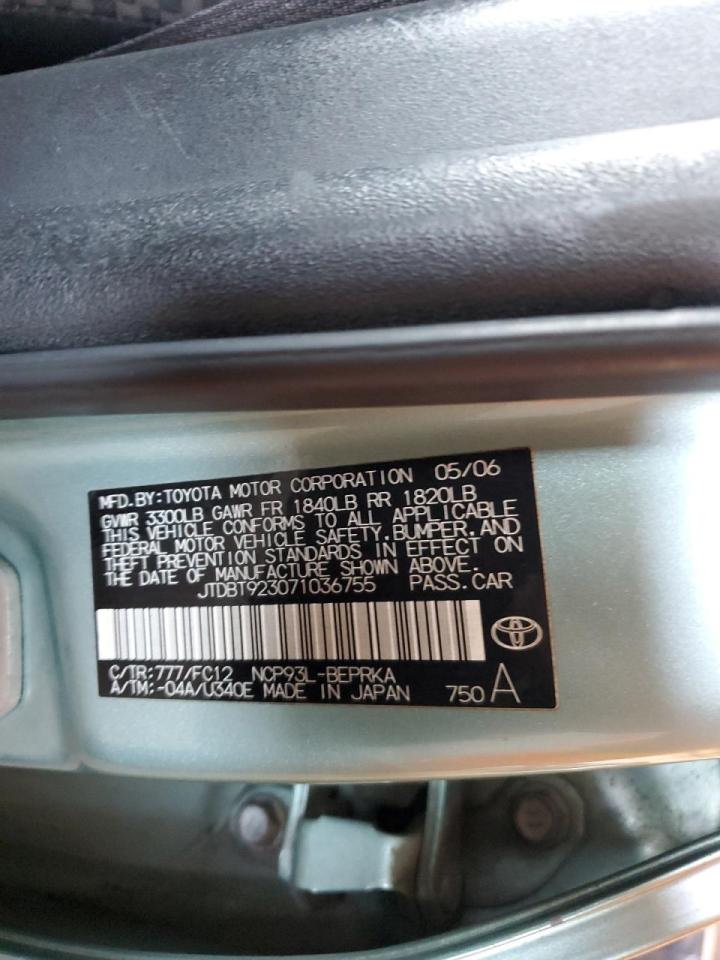 MFD.BY:TOYOTA MOTOR CORPORATION 05/06
GVWR 3300LB GAWR FR 1840LB RR 1820LB
THIS VEHICLE CONFORMS TO ALL APPLICABLE
FEDERAL MOTOR VEHICLE SAFETY,BUMPER,AND
THEFT PREVENTION STANDARDS IN EFFECT ON
THE DATE OF MANUFACTURE SHOWN ABOVE.
JTDBT923071036755 PASS.CAR
C/TR:777/FC12 NCP93L-BEPRKA
A/TM:-04A/U340E MADE IN JAPAN 750 A